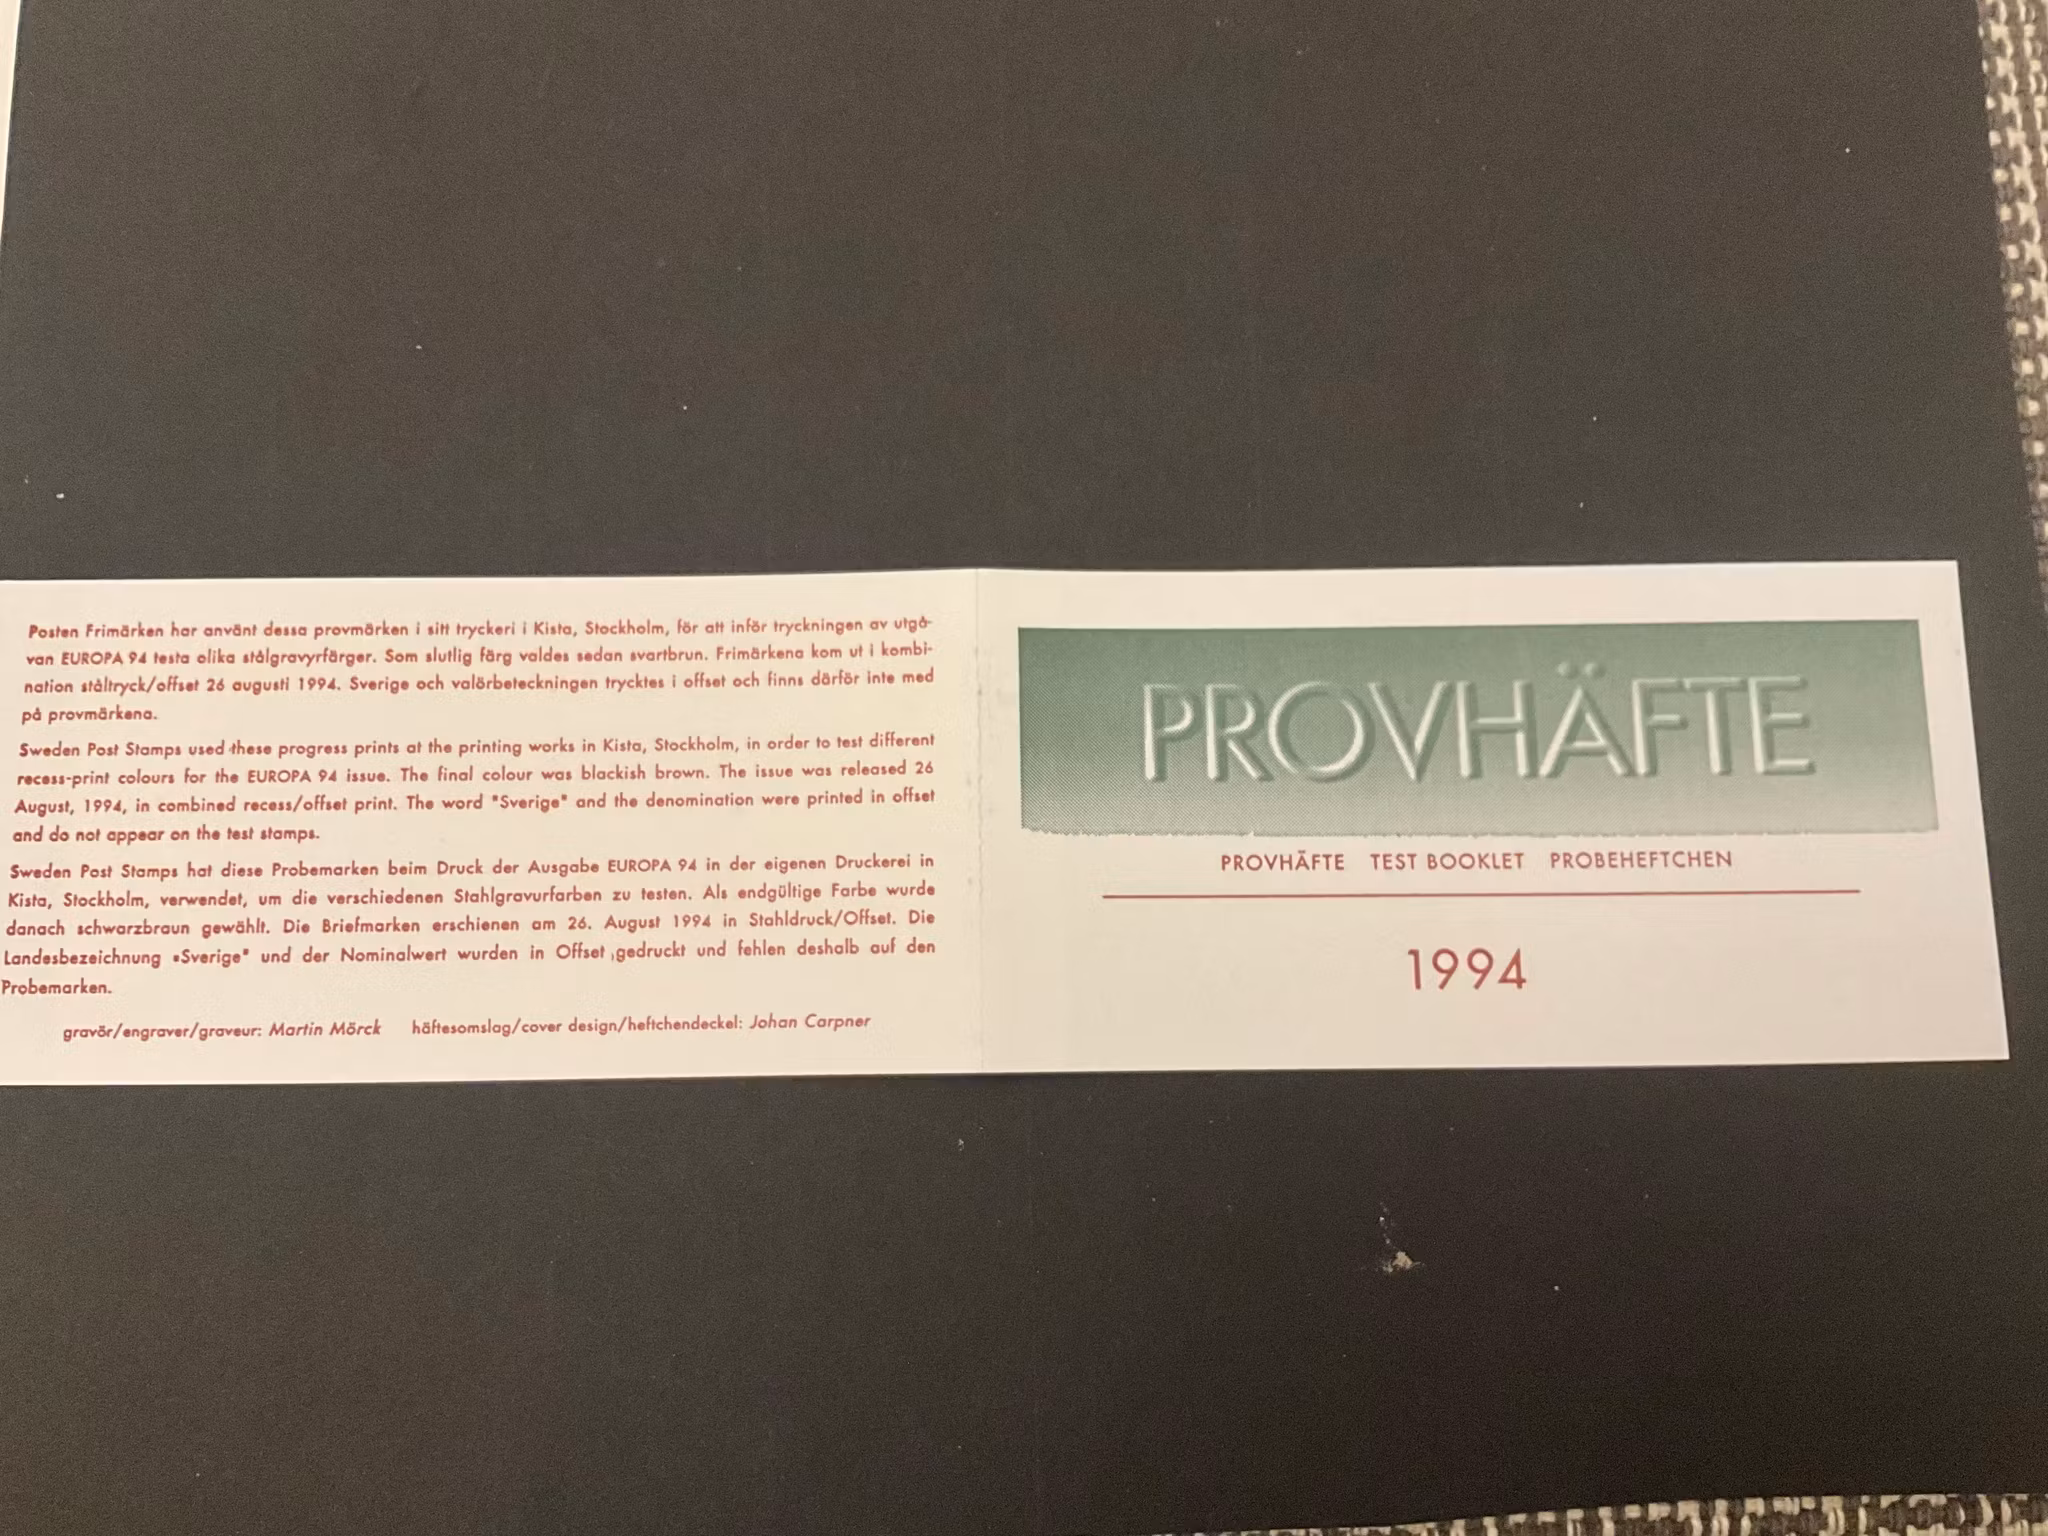 Posten Frimärken har använt dessa provmärken i sitt tryckeri i Kista, Stockholm, för att inför tryckningen av utgå-
van EUROPA 94 testa olika stålgravyrfärger. Som slutlig färg valdes sedan svartbrun. Frimärkena kom ut i kombi-
nation ståltryck/offset 26 augusti 1994. Sverige och valörbeteckningen trycktes i offset och finns därför inte med
på provmärkena.
Sweden Post Stamps used these progress prints at the printing works in Kista, Stockholm, in order to test different
recess-print colours for the EUROPA 94 issue. The final colour was blackish brown. The issue was released 26
August, 1994, in combined recess/offset print. The word "Sverige" and the denomination were printed in offset
and do not appear on the test stamps.
Sweden Post Stamps hat diese Probemarken beim Druck der Ausgabe EUROPA 94 in der eigenen Druckerei in
Kista, Stockholm, verwendet, um die verschiedenen Stahlgravurfarben zu testen. Als endgültige Farbe wurde
danach schwarzbraun gewählt. Die Briefmarken erschienen am 26. August 1994 in Stahldruck/Offset. Die
Landesbezeichnung "Sverige" und der Nominalwert wurden in Offset gedruckt und fehlen deshalb auf den
Probemarken.
gravör/engraver/graveur: Martin Mörck häftesomslag/cover design/heftchendeckel: Johan Carpner
PROVHÄFTE
PROVHÄFTE TEST BOOKLET PROBEHEFTCHEN
1994